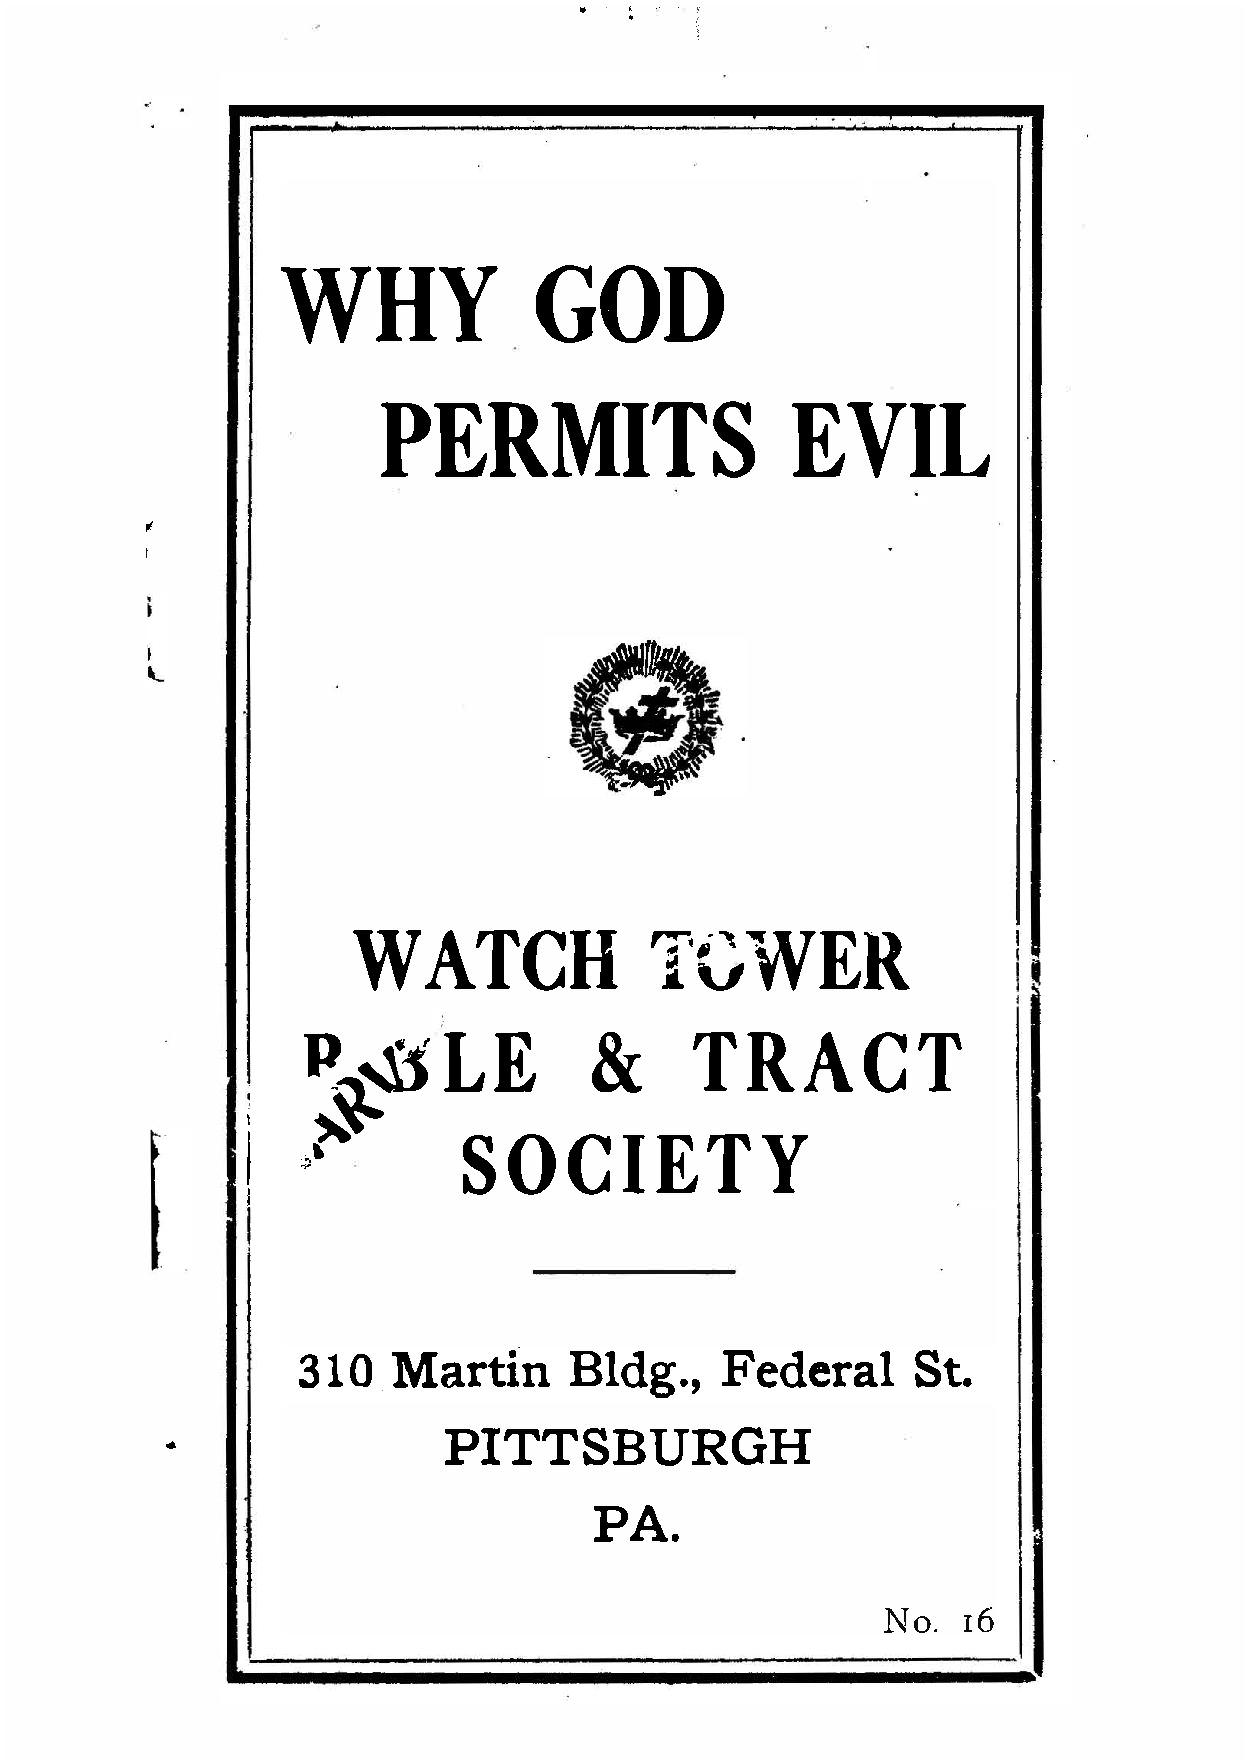 WHY GOD
PERMITS EVIL
WATCH TOWER
BIBLE & TRACT
SOCIETY
310 Martin Bldg., Federal St.
PITTSBURGH
PA.
No. 16